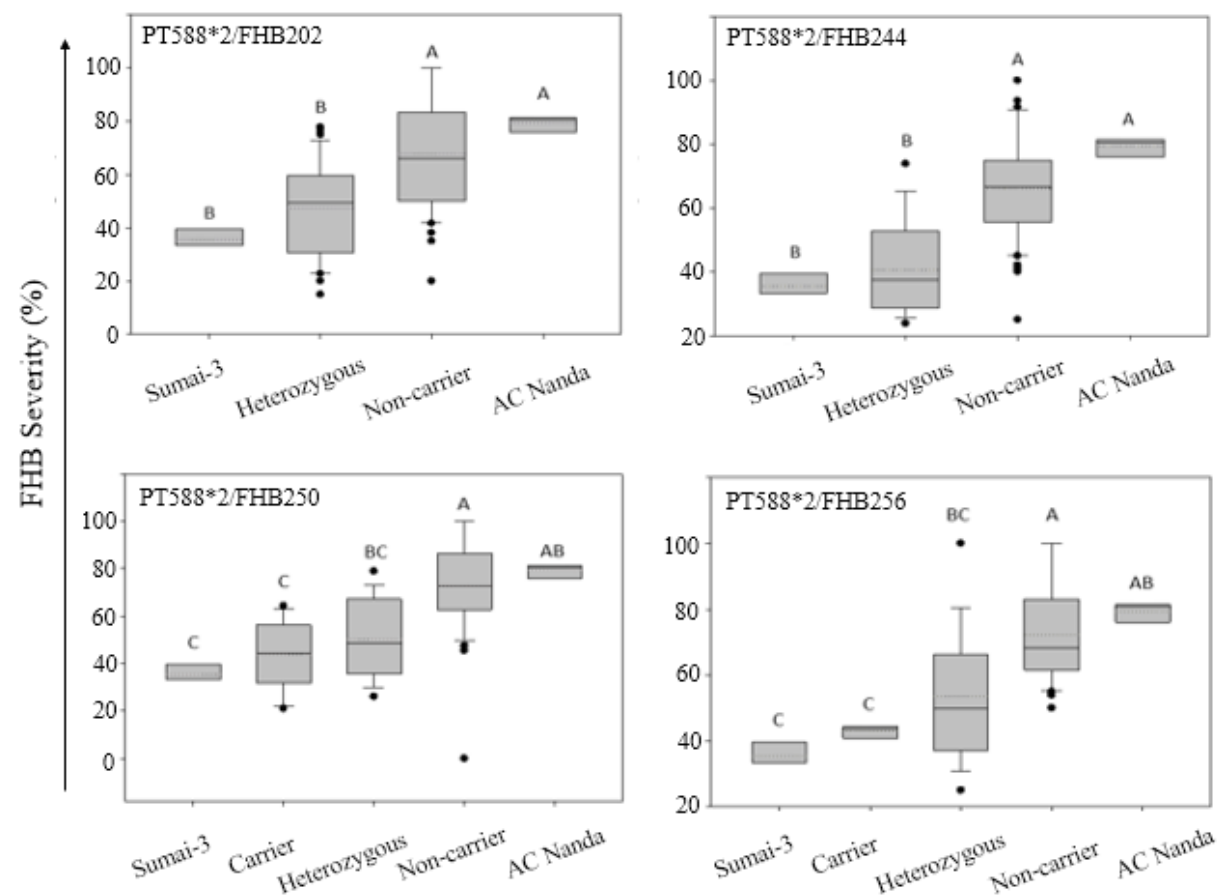 FHB Severity (%)
PT588*2/FHB202
100
80
60
40
20
0
B
B
A
A
Sumai-3
Heterozygous
Non-carrier
AC Nanda
PT588*2/FHB244
100
80
60
40
20
B
B
A
A
Sumai-3
Heterozygous
Non-carrier
AC Nanda
PT588*2/FHB250
100
80
60
40
20
0
C
C
BC
A
AB
Sumai-3
Carrier
Heterozygous
Non-carrier
AC Nanda
PT588*2/FHB256
100
80
60
40
20
C
C
BC
A
AB
Sumai-3
Carrier
Heterozygous
Non-carrier
AC Nanda